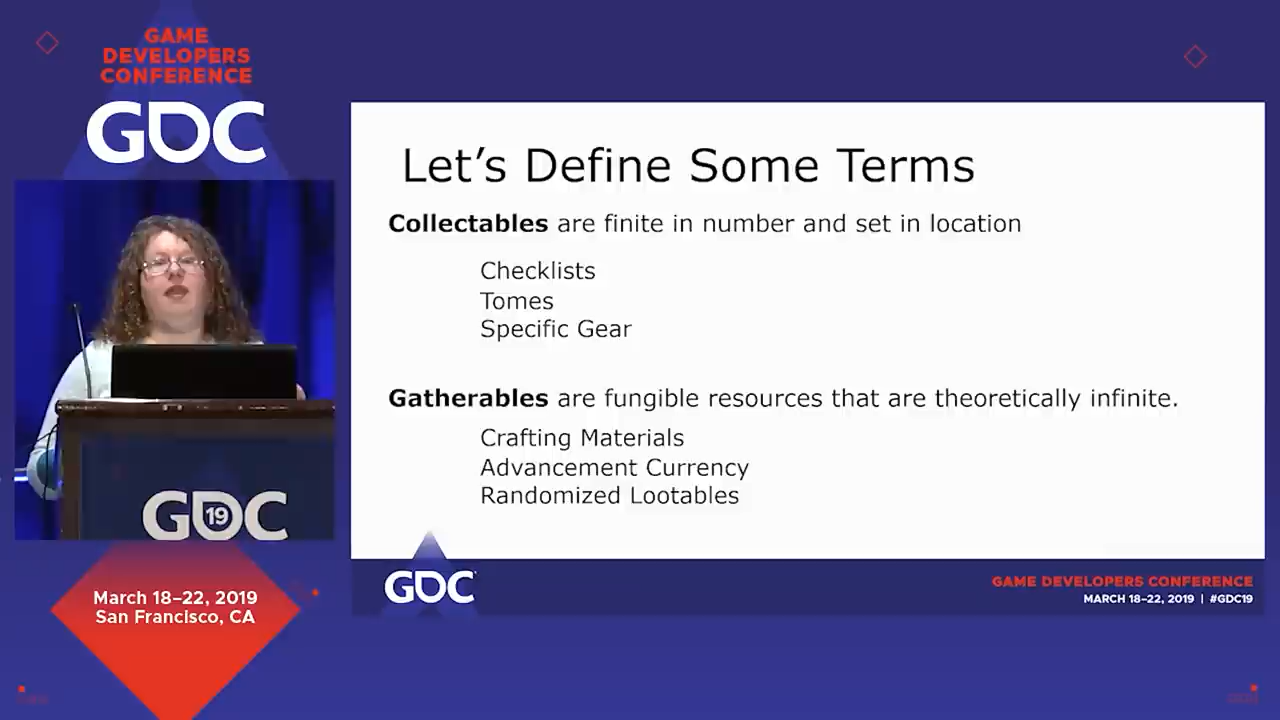 GAME
DEVELOPERS
CONFERENCE
GDC
Let's Define Some Terms
Collectables are finite in number and set in location
Checklists
Tomes
Specific Gear
Gatherables are fungible resources that are theoretically infinite.
Crafting Materials
Advancement Currency
Randomized Lootables
GDC 19
March 18–22, 2019
San Francisco, CA
GDC
GAME DEVELOPERS CONFERENCE
MARCH 18–22, 2019 | #GDC19